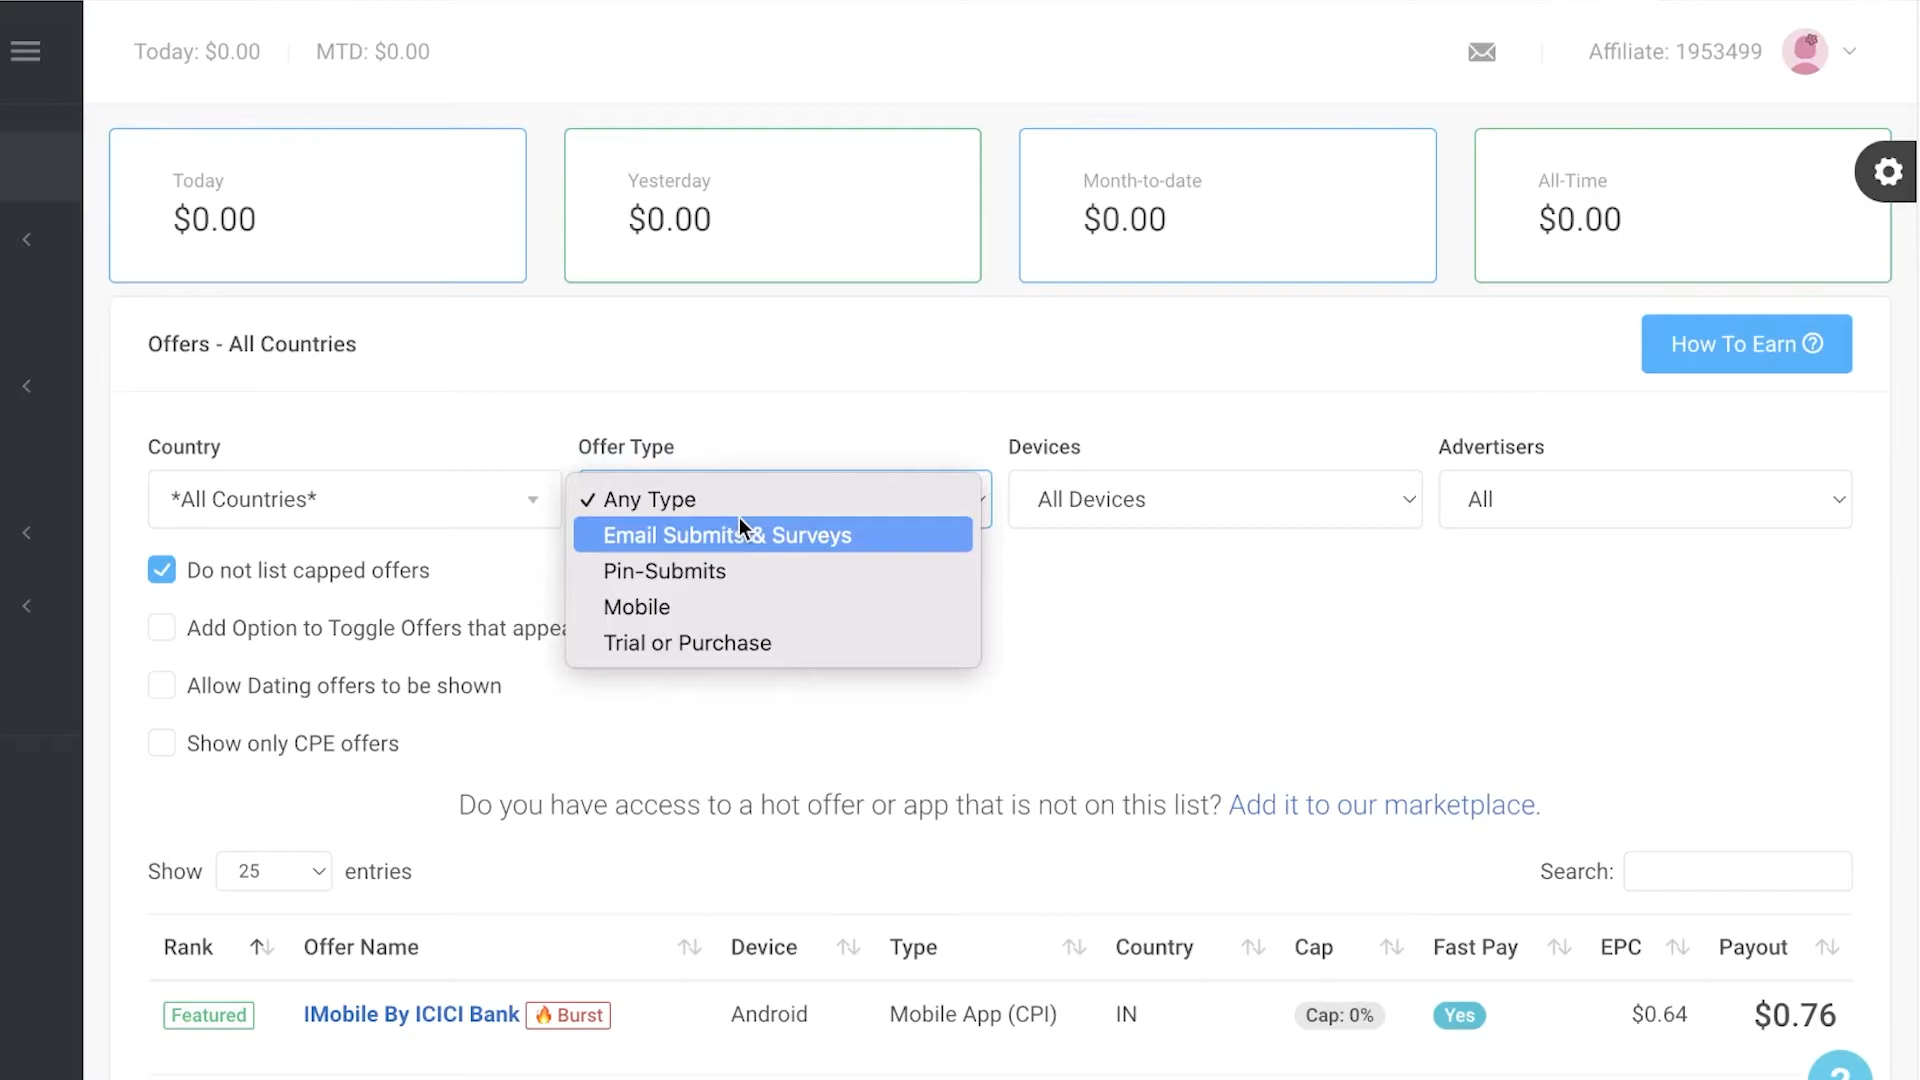 Today: $0.00
MTD: $0.00
Affiliate: 1953499
Today
$0.00
Yesterday
$0.00
Month-to-date
$0.00
All-Time
$0.00
Offers - All Countries
How To Earn
Country
Offer Type
Devices
Advertisers
*All Countries*
✓ Any Type
Email Submits & Surveys
Pin-Submits
Mobile
Trial or Purchase
All Devices
All
Do not list capped offers
Add Option to Toggle Offers that
Allow Dating offers to be shown
Show only CPE offers
Do you have access to a hot offer or app that is not on this list? Add it to our marketplace.
Show 25 entries
Search:
Rank Offer Name Device Type Country Cap Fast Pay EPC Payout
Featured IMobile By ICICI Bank 🔥 Burst Android Mobile App (CPI) IN Cap: 0% Yes $0.64 $0.76